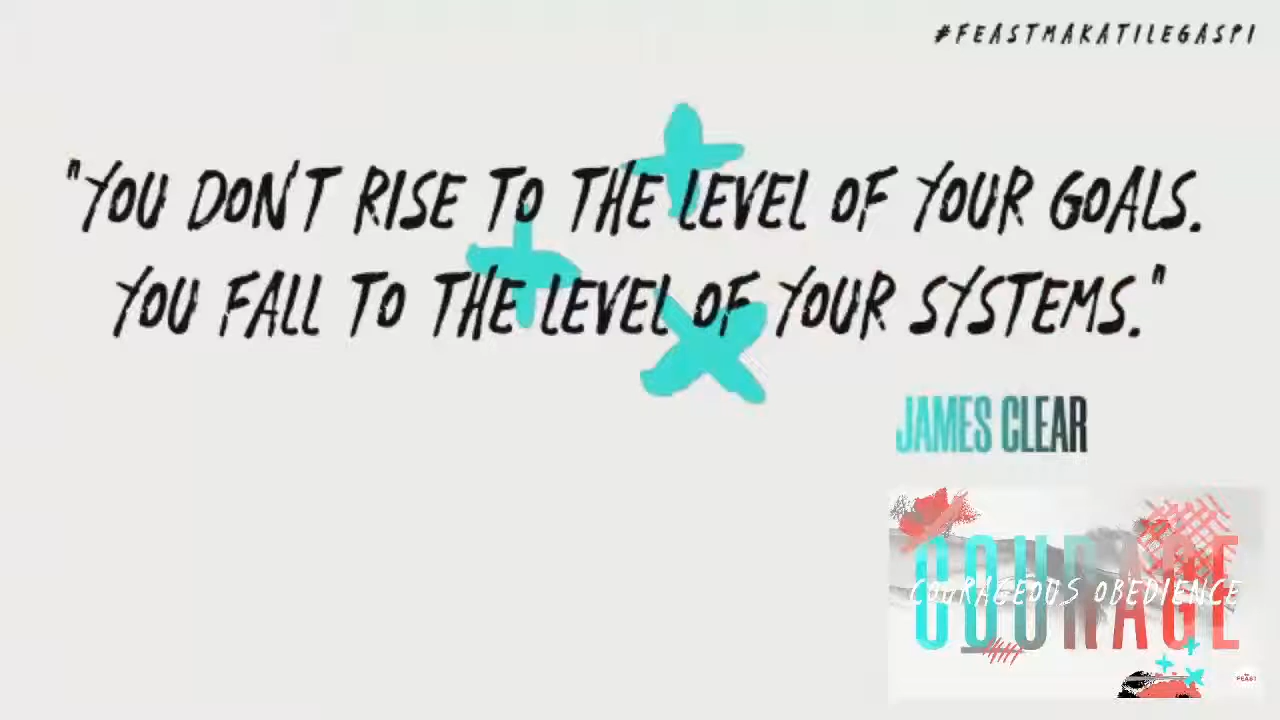 #FEASTMAKATILEGASPI
"YOU DON'T RISE TO THE LEVEL OF YOUR GOALS.
YOU FALL TO THE LEVEL OF YOUR SYSTEMS."
JAMES CLEAR
COURAGE
COURAGEOUS OBEDIENCE
FEAST